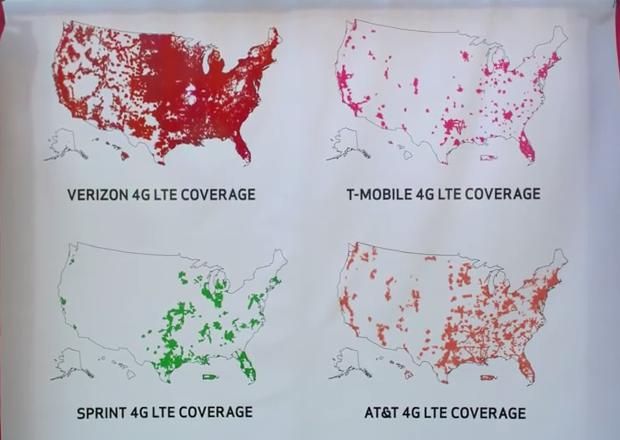 VERIZON 4G LTE COVERAGE
T-MOBILE 4G LTE COVERAGE
SPRINT 4G LTE COVERAGE
AT&T 4G LTE COVERAGE